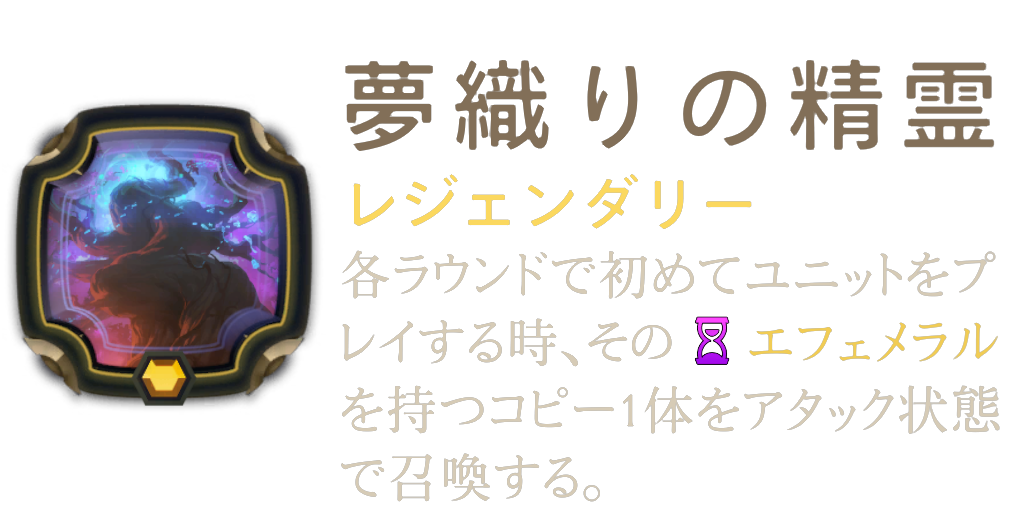 夢織りの精霊
レジェンダリー
各ラウンドで初めてユニットをプ
レイする時、その エフェメラル
を持つコピー1体をアタック状態
で召喚する。